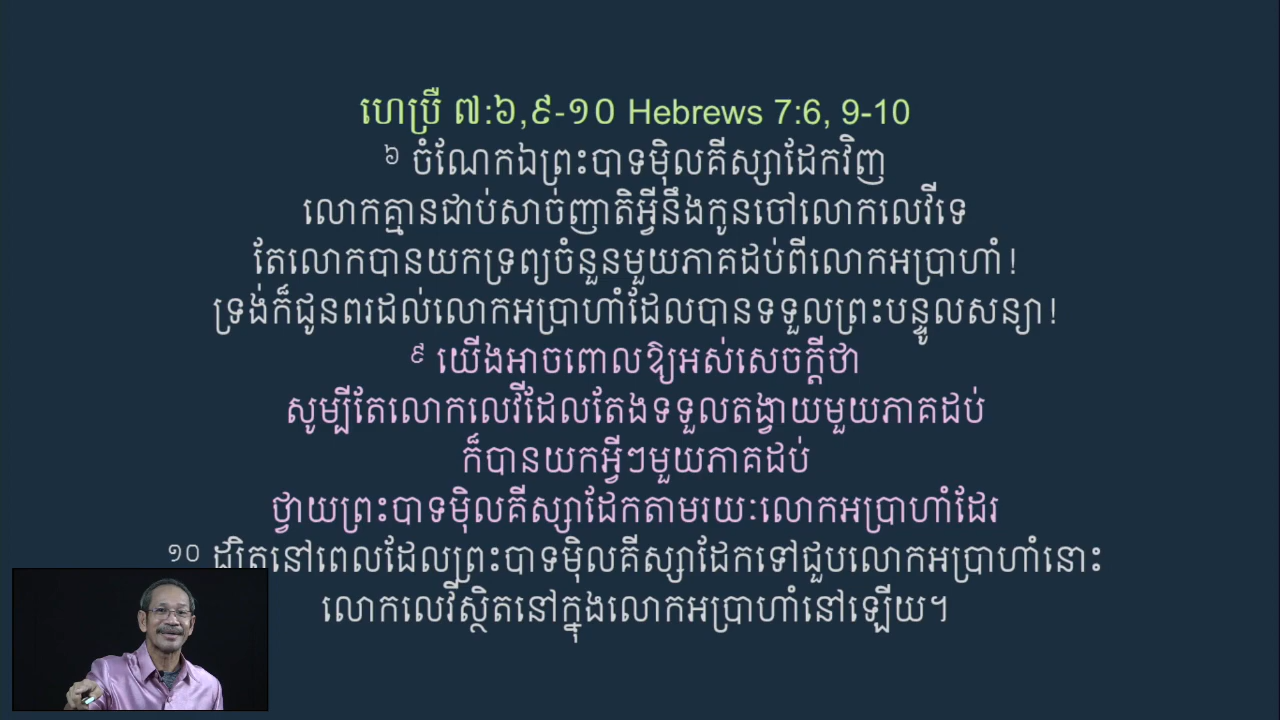 ហេប្រឺ ៧:៦,៩-១០ Hebrews 7:6, 9-10
៦ ចំណែកឯព្រះបាទម៉ិលគីស្សាដែកវិញ
លោកគ្មានជាប់សាច់ញាតិអ្វីនឹងកូនចៅលោកលេវីទេ
តែលោកបានយកទ្រព្យចំនួនមួយភាគដប់ពីលោកអប្រាហាំ!
ទ្រង់ក៏ជូនពរដល់លោកអប្រាហាំដែលបានទទួលព្រះបន្ទូលសន្យា!
៩ យើងអាចពោលឱ្យអស់សេចក្ដីថា
សូម្បីតែលោកលេវីដែលតែងទទួលតង្វាយមួយភាគដប់
ក៏បានយកអ្វីៗមួយភាគដប់
ថ្វាយព្រះបាទម៉ិលគីស្សាដែកតាមរយៈលោកអប្រាហាំដែរ
១០ ដ្បិតនៅពេលដែលព្រះបាទម៉ិលគីស្សាដែកទៅជួបលោកអប្រាហាំនោះ
លោកលេវីស្ថិតនៅក្នុងលោកអប្រាហាំនៅឡើយ។